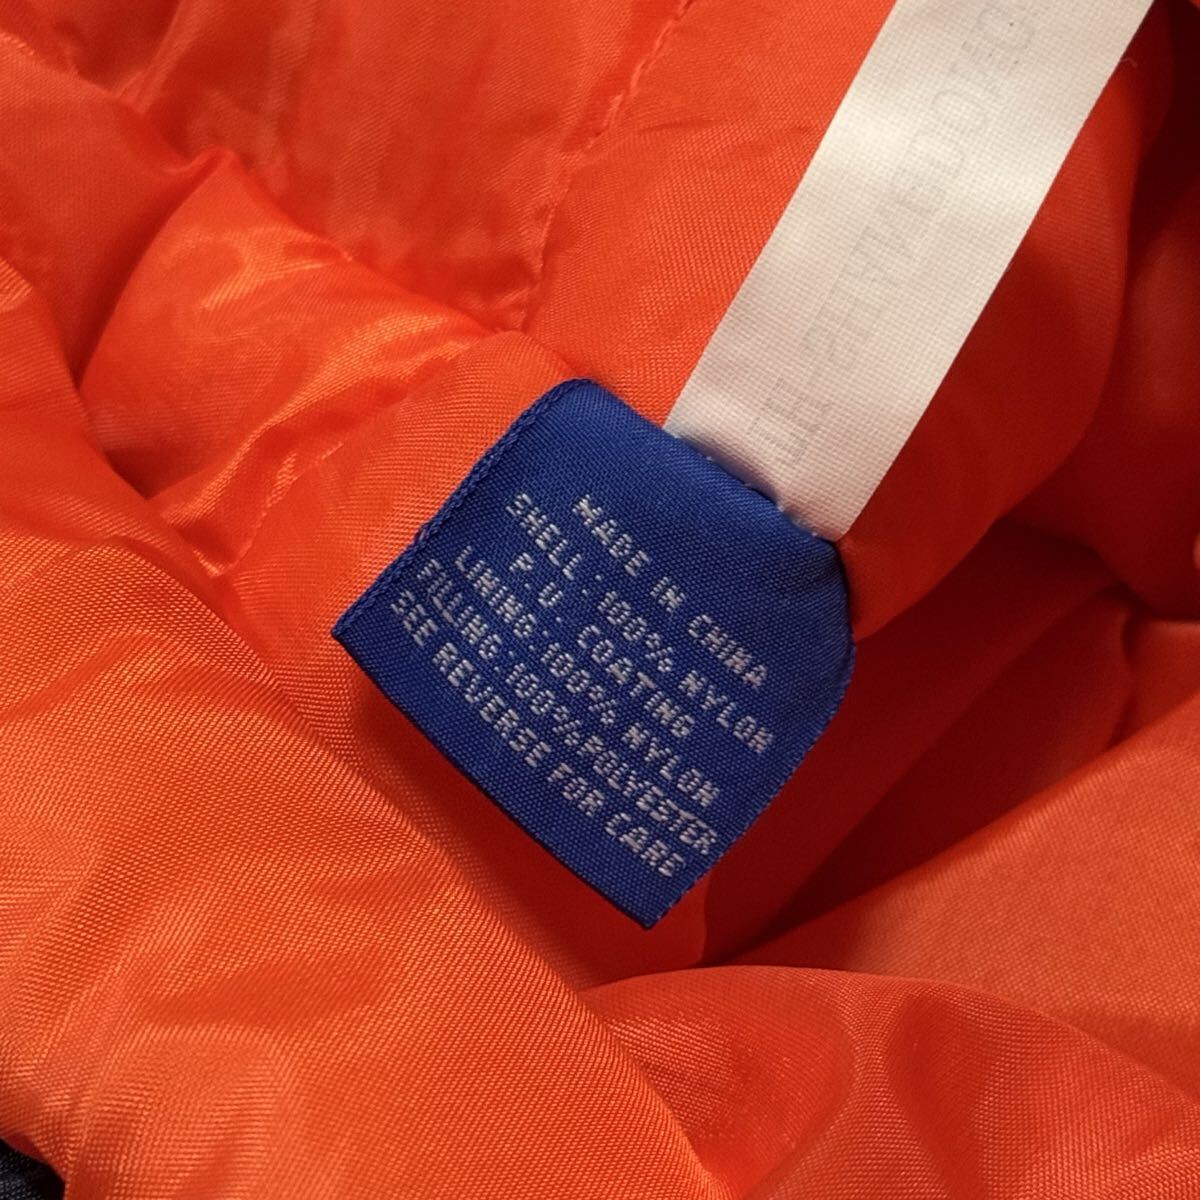 MADE IN CHINA
SHELL:100% NYLON
P.U. COATING
LINING:100% NYLON
FILLING:100%POLYESTER
SEE REVERSE FOR CARE